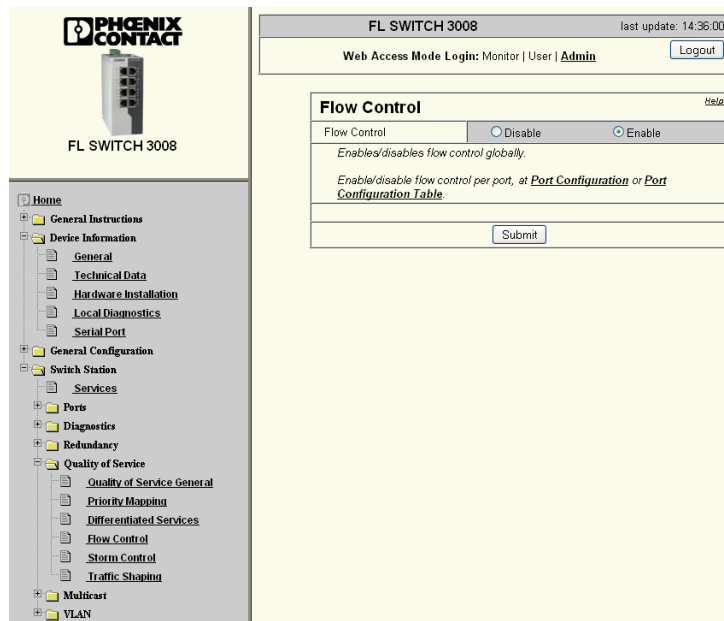 PHŒNIX
CONTACT
FL SWITCH 3008
Home
General Instructions
Device Information
General
Technical Data
Hardware Installation
Local Diagnostics
Serial Port
General Configuration
Switch Station
Services
Ports
Diagnostics
Redundancy
Quality of Service
Quality of Service General
Priority Mapping
Differentiated Services
Flow Control
Storm Control
Traffic Shaping
Multicast
VLAN
FL SWITCH 3008 last update: 14:36:00
Web Access Mode Login: Monitor | User | Admin Logout
Flow Control Help
Flow Control Disable Enable
Enables/disables flow control globally.
Enable/disable flow control per port, at Port Configuration or Port
Configuration Table.
Submit